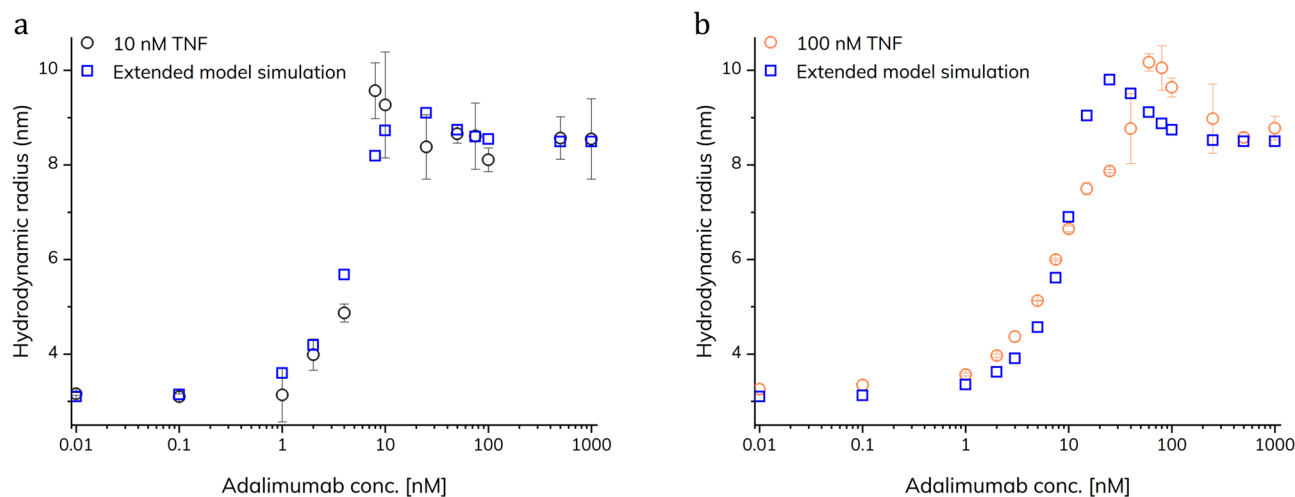 a
10 nM TNF
Extended model simulation
Hydrodynamic radius (nm)
10
8
6
4
0.01
0.1
1
10
100
1000
Adalimumab conc. [nM]
b
100 nM TNF
Extended model simulation
Hydrodynamic radius (nm)
10
8
6
4
0.01
0.1
1
10
100
1000
Adalimumab conc. [nM]